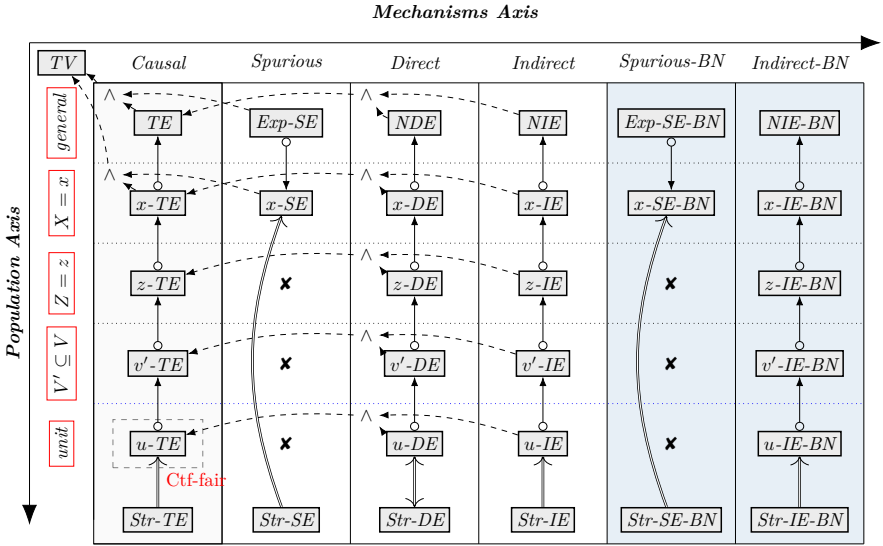 Mechanisms Axis
TV Causal Spurious Direct Indirect Spurious-BN Indirect-BN
∧ ∧
general TE Exp-SE NDE NIE Exp-SE-BN NIE-BN
∧ ∧
X = x x-TE x-SE x-DE x-IE x-SE-BN x-IE-BN
∧
Z = z z-TE ✘ z-DE z-IE ✘ z-IE-BN
∧
V′ ⊆ V v′-TE ✘ v′-DE v′-IE ✘ v′-IE-BN
∧
unit u-TE ✘ u-DE u-IE ✘ u-IE-BN
Ctf-fair
Str-TE Str-SE Str-DE Str-IE Str-SE-BN Str-IE-BN
Population Axis